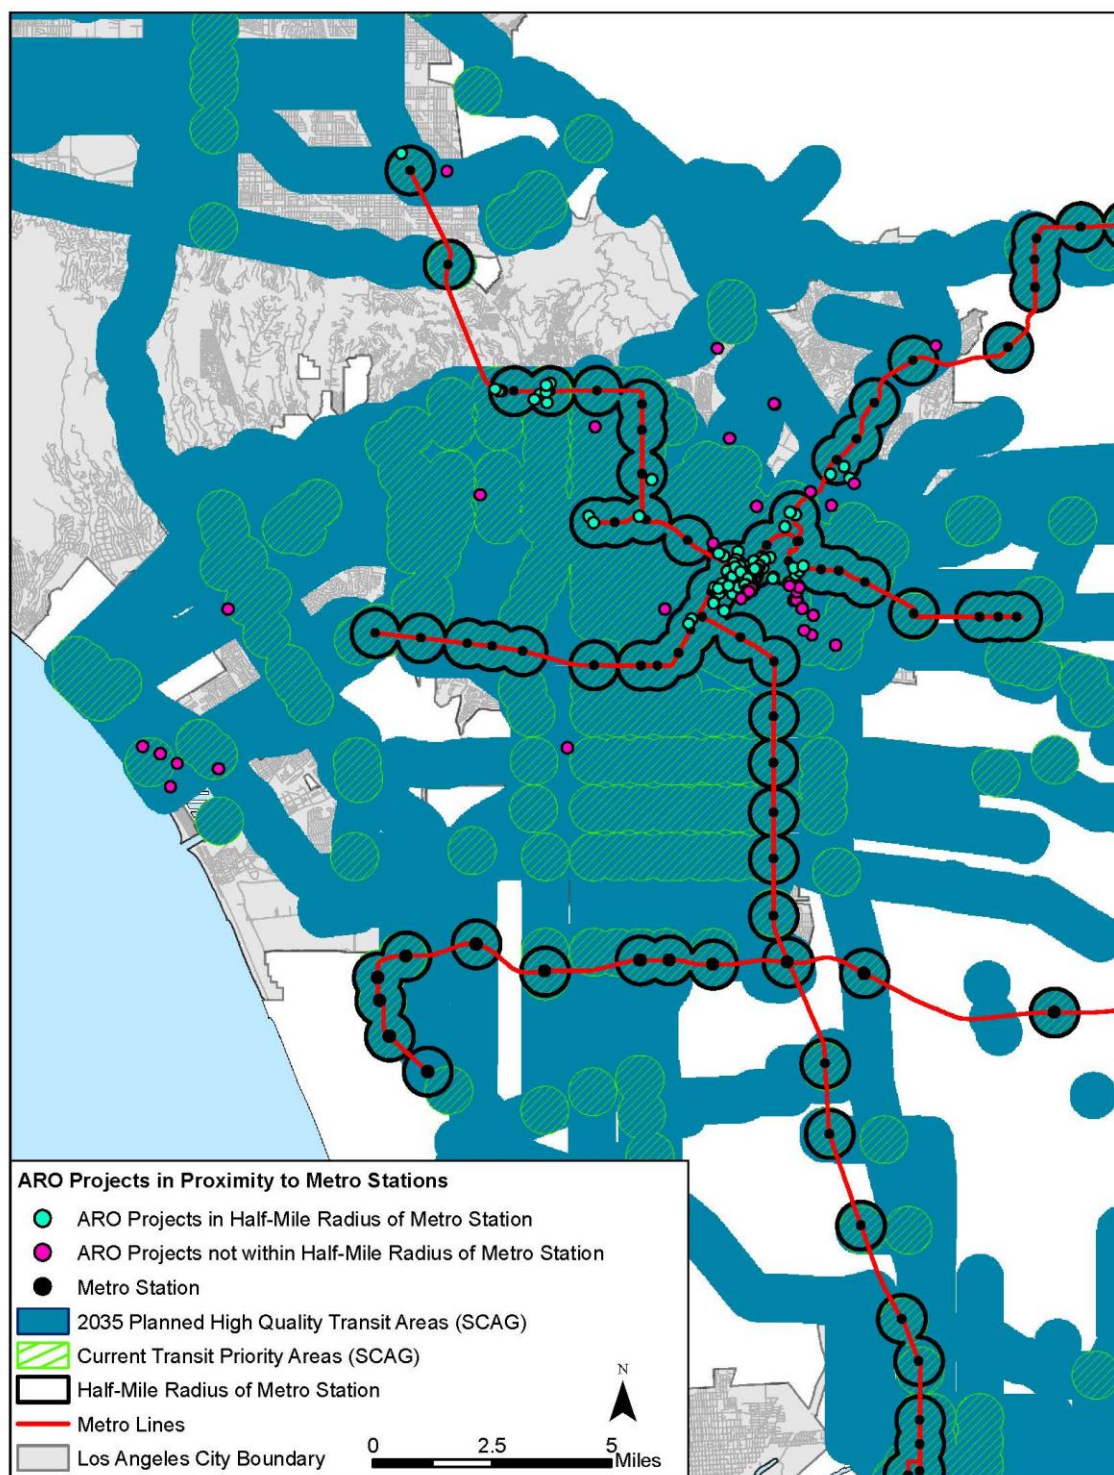 ARO Projects in Proximity to Metro Stations
ARO Projects in Half-Mile Radius of Metro Station
ARO Projects not within Half-Mile Radius of Metro Station
Metro Station
2035 Planned High Quality Transit Areas (SCAG)
Current Transit Priority Areas (SCAG)
Half-Mile Radius of Metro Station
Metro Lines
Los Angeles City Boundary
N
0 2.5 5
Miles